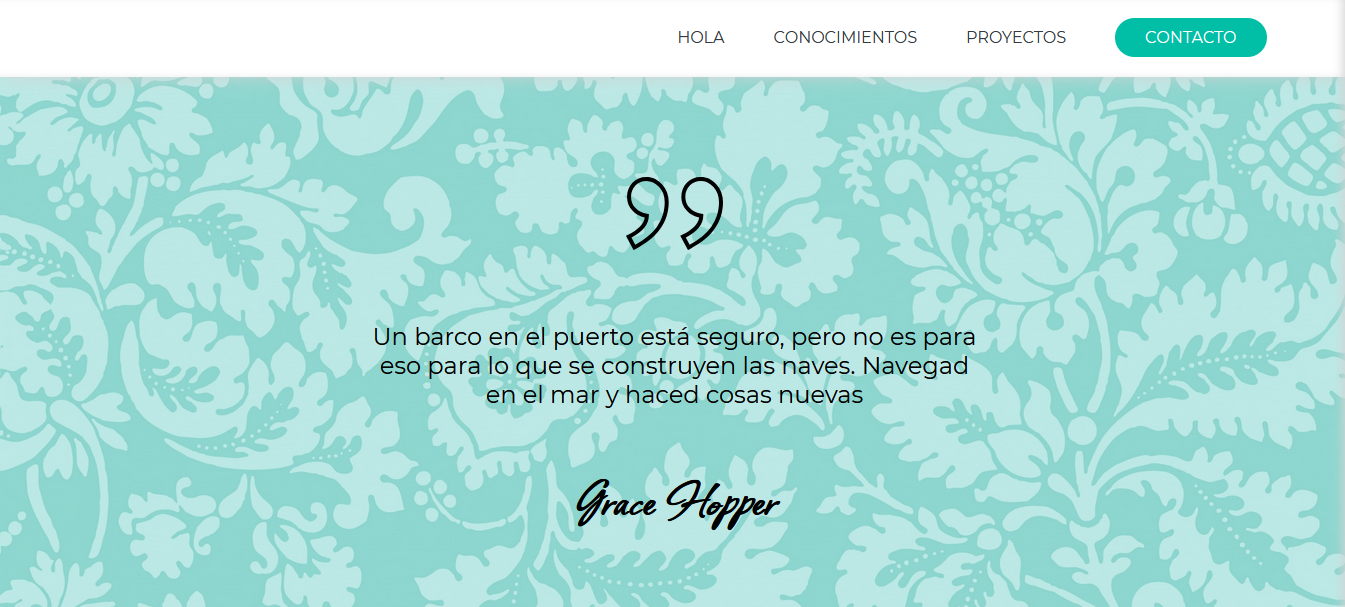 HOLA CONOCIMIENTOS PROYECTOS CONTACTO
”
Un barco en el puerto está seguro, pero no es para
eso para lo que se construyen las naves. Navegad
en el mar y haced cosas nuevas
Grace Hopper